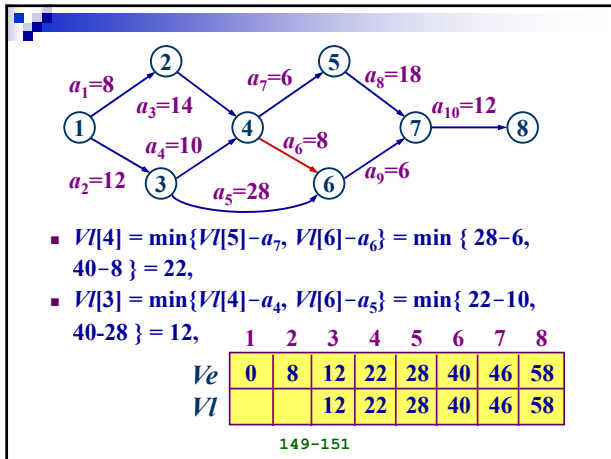 2
5
a1=8
a7=6
a8=18
a3=14
a10=12
1
4
7
8
a4=10
a6=8
a2=12
3
6
a9=6
a5=28
Vl[4] = min{Vl[5]−a7, Vl[6]−a6} = min { 28−6,
40−8 } = 22,
Vl[3] = min{Vl[4]−a4, Vl[6]−a5} = min{ 22−10,
40-28 } = 12,
1 2 3 4 5 6 7 8
Ve 0 8 12 22 28 40 46 58
Vl 12 22 28 40 46 58
149-151